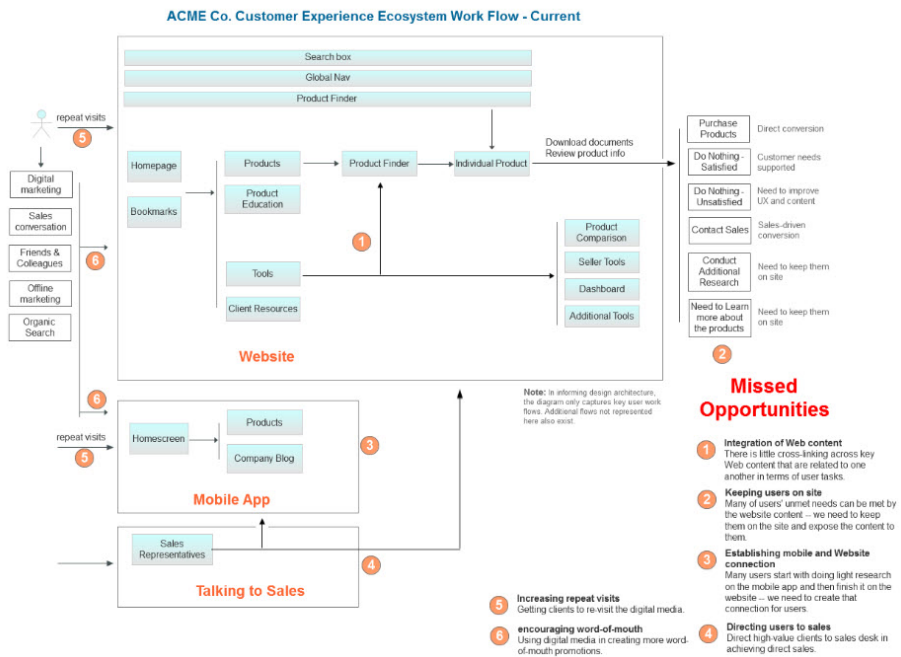 ACME Co. Customer Experience Ecosystem Work Flow - Current
Search box
Global Nav
Product Finder
repeat visits
5
Digital
marketing
Sales
conversation
Friends &
Colleagues
Offline
marketing
Organic
Search
6
Homepage
Bookmarks
Products
Product
Education
Tools
Client Resources
Product Finder
Individual Product
1
Product
Comparison
Seller Tools
Dashboard
Additional Tools
Website
Download documents
Review product info
Purchase
Products
Direct conversion
Do Nothing -
Satisfied
Customer needs
supported
Do Nothing -
Unsatisfied
Need to improve
UX and content
Contact Sales
Sales-driven
conversion
Conduct
Additional
Research
Need to keep them
on site
Need to Learn
more about
the products
Need to keep them
on site
2
Note: In informing design architecture,
the diagram only captures key user work
flows. Additional flows not represented
here also exist.
6
repeat visits
5
Homescreen
Products
Company Blog
3
Mobile App
Sales
Representatives
4
Talking to Sales
Missed
Opportunities
1
Integration of Web content
There is little cross-linking across key
Web content that are related to one
another in terms of user tasks.
2
Keeping users on site
Many of users' unmet needs can be met by
the website content -- we need to keep
them on the site and expose the content to
them.
3
Establishing mobile and Website
connection
Many users start with doing light research
on the mobile app and then finish it on the
website -- we need to create that
connection for users.
4
Directing users to sales
Direct high-value clients to sales desk in
achieving direct sales.
5
Increasing repeat visits
Getting clients to re-visit the digital media.
6
encouraging word-of-mouth
Using digital media in creating more word-
of-mouth promotions.